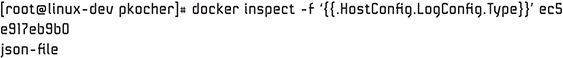 [root@linux-dev pkocher]# docker inspect -f ‘{{.HostConfig.LogConfig.Type}}’ ec5
e917eb9b0
json-file